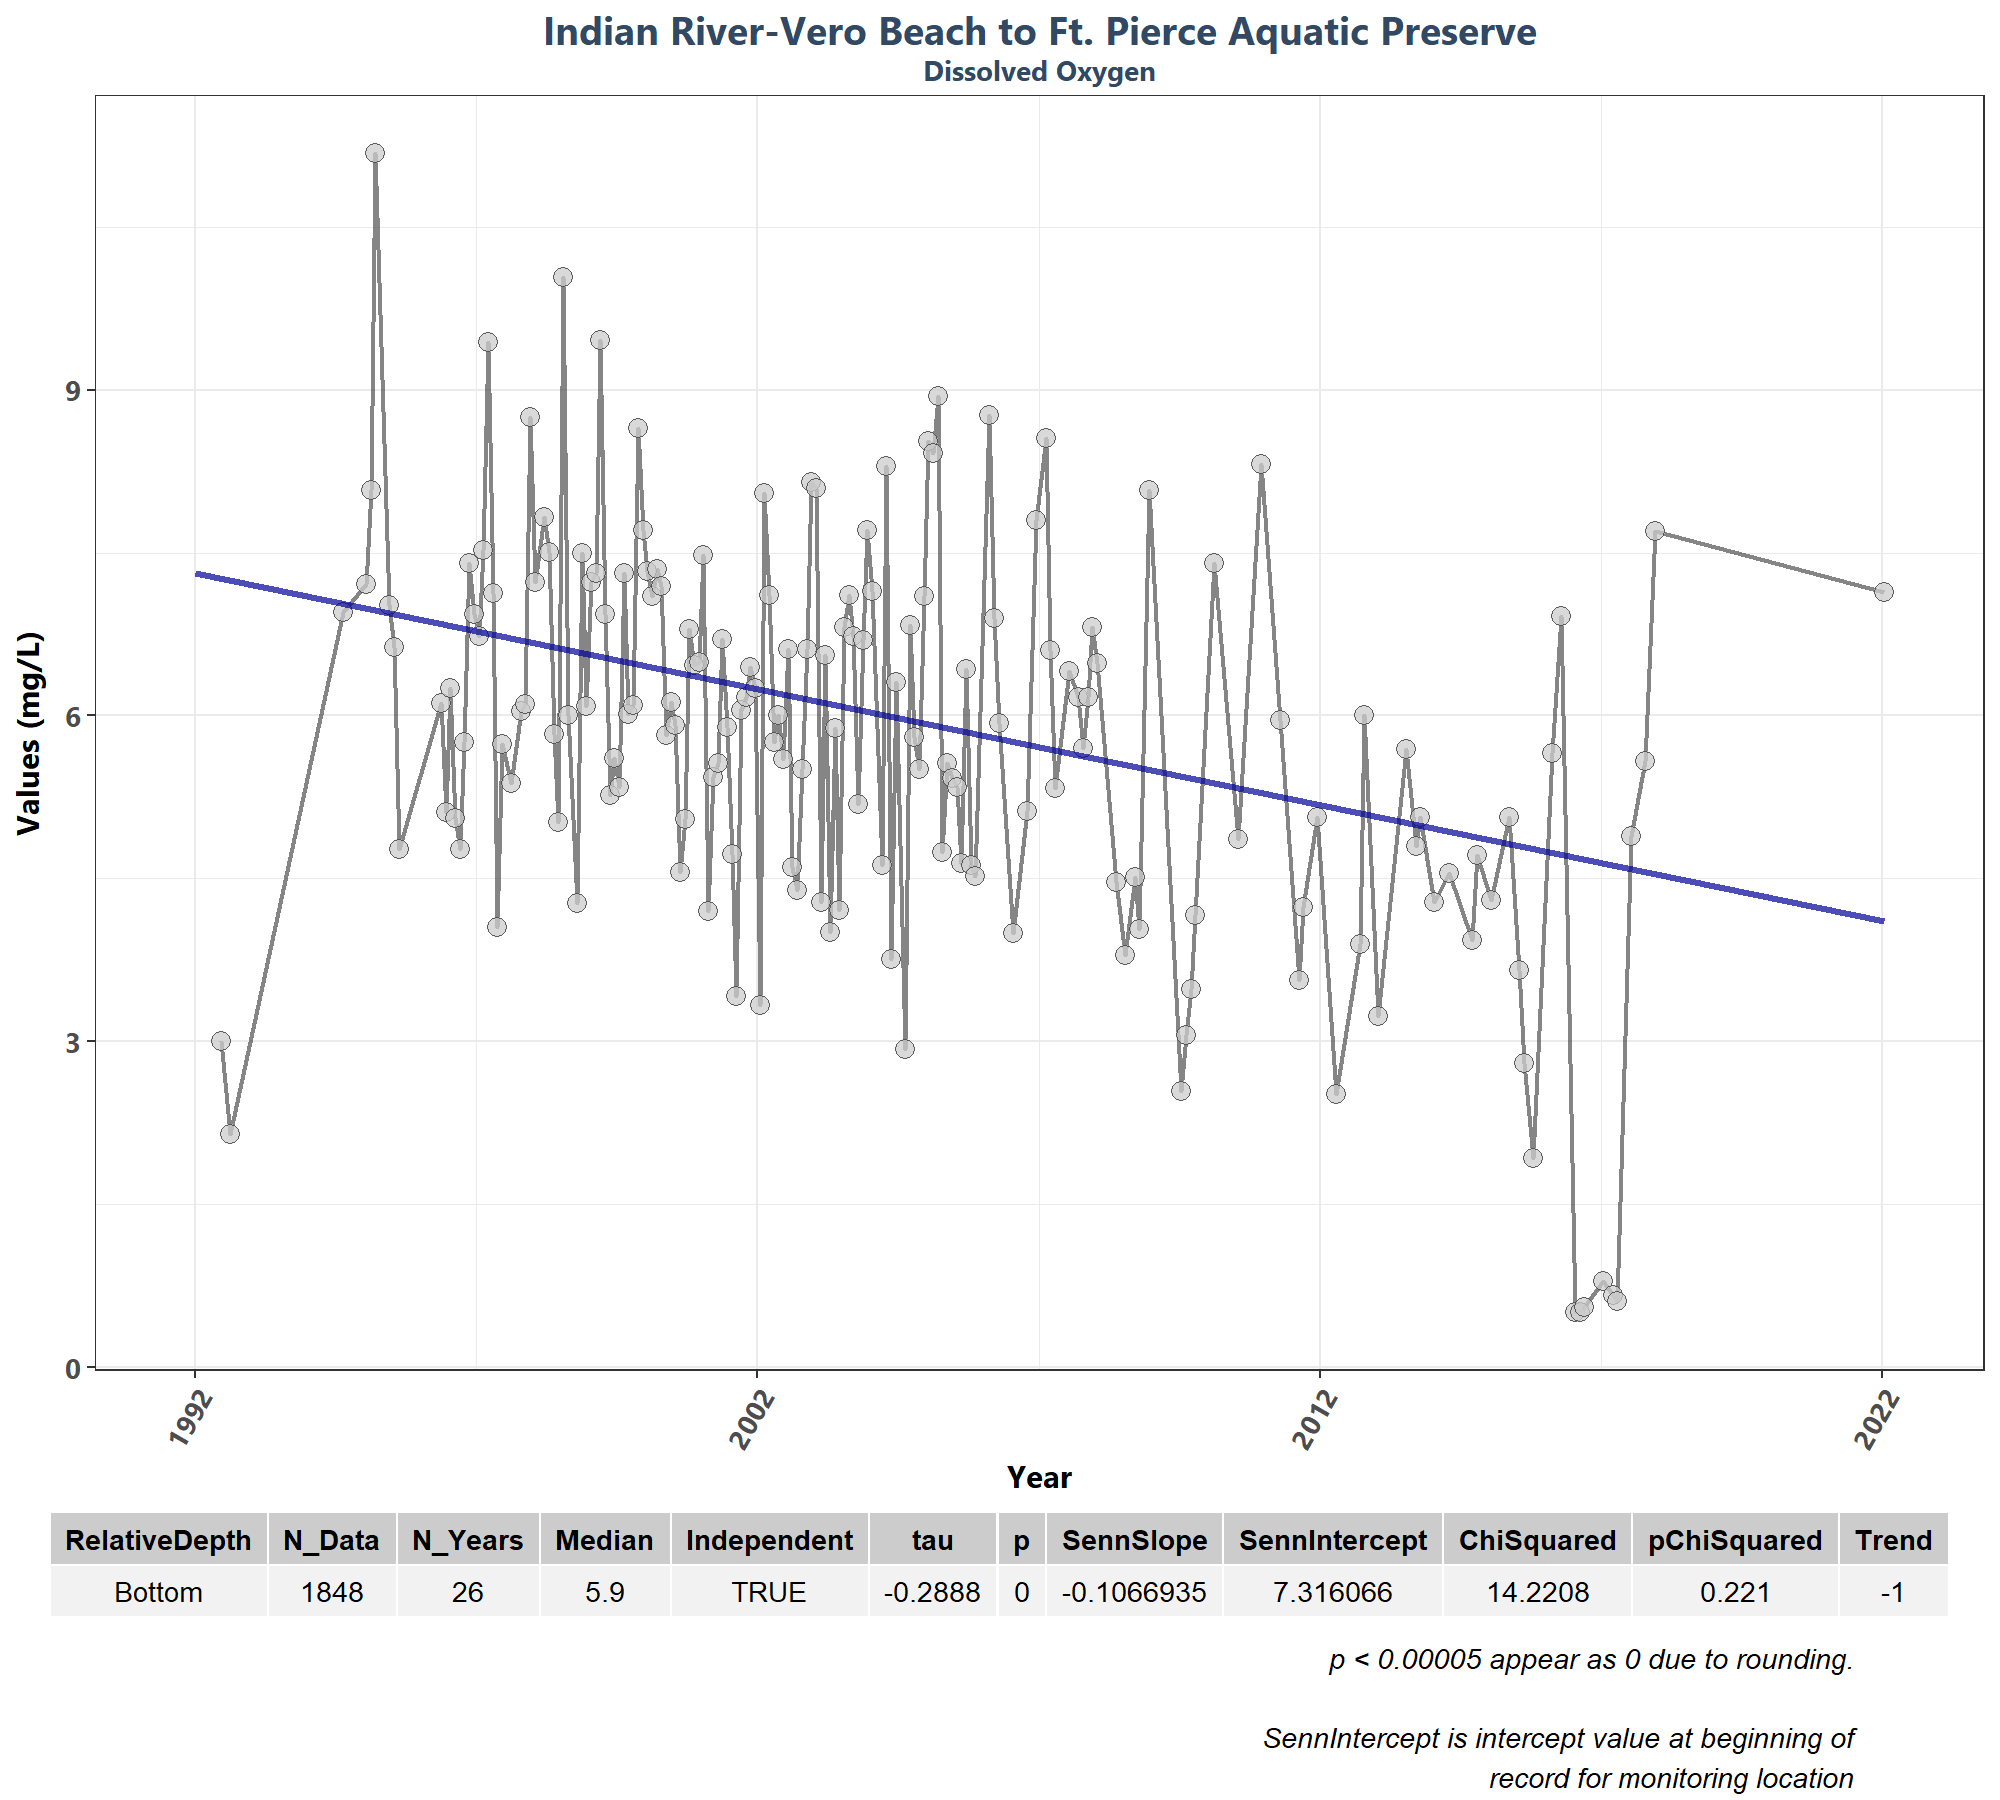 Indian River-Vero Beach to Ft. Pierce Aquatic Preserve
Dissolved Oxygen
Values (mg/L)
9
6
3
0
1992 2002 2012 2022
Year
RelativeDepth N_Data N_Years Median Independent tau p SennSlope SennIntercept ChiSquared pChiSquared Trend
Bottom 1848 26 5.9 TRUE -0.2888 0 -0.1066935 7.316066 14.2208 0.221 -1
p < 0.00005 appear as 0 due to rounding.
SennIntercept is intercept value at beginning of
record for monitoring location